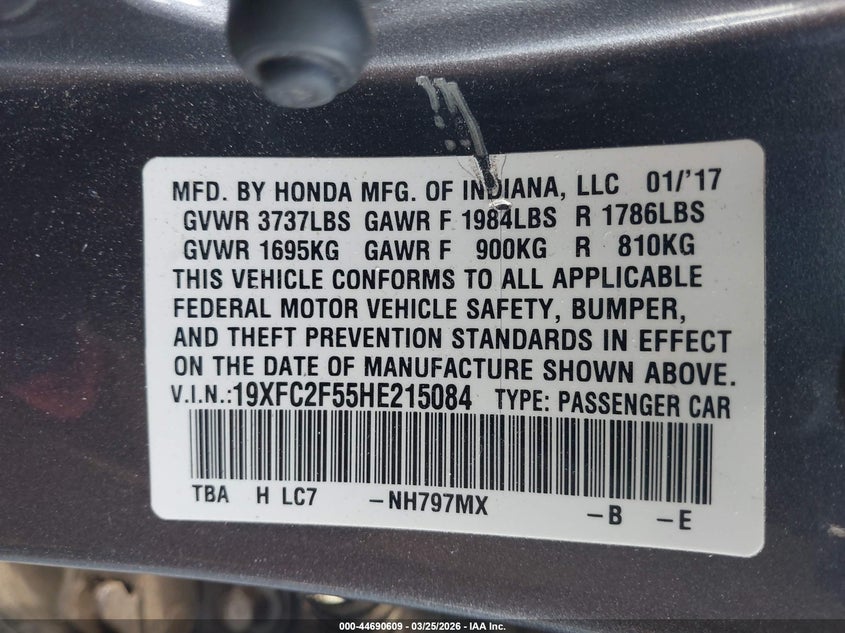 MFD. BY HONDA MFG. OF INDIANA, LLC 01/'17
GVWR 3737LBS GAWR F 1984LBS R 1786LBS
GVWR 1695KG GAWR F 900KG R 810KG
THIS VEHICLE CONFORMS TO ALL APPLICABLE
FEDERAL MOTOR VEHICLE SAFETY, BUMPER,
AND THEFT PREVENTION STANDARDS IN EFFECT
ON THE DATE OF MANUFACTURE SHOWN ABOVE.
V.I.N.:19XFC2F55HE215084 TYPE: PASSENGER CAR
TBA H LC7 -NH797MX -B -E
000-44690609 - 03/25/2026 - IAA Inc.